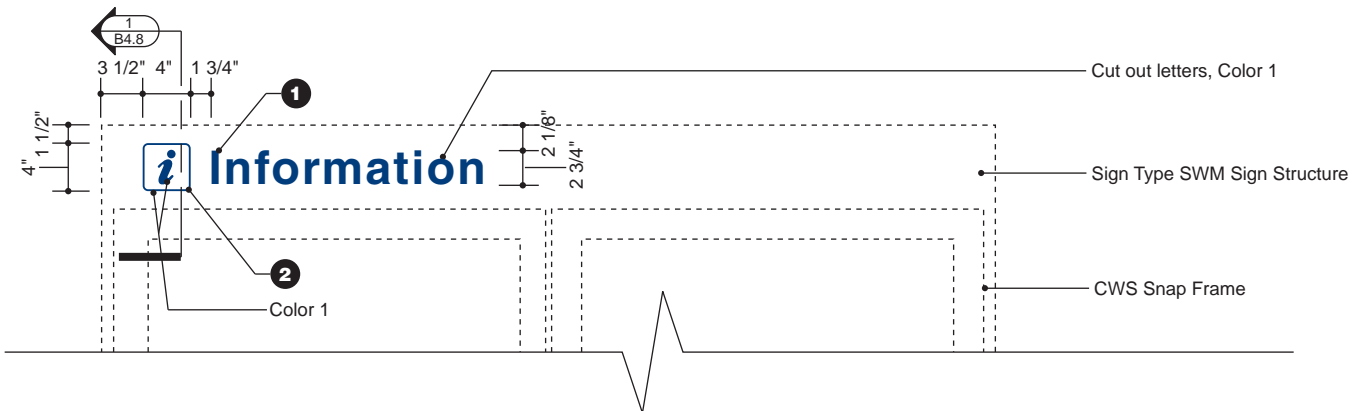 1
B4.8
3 1/2" 4" 1 3/4"
1
Cut out letters, Color 1
1 1/2"
4"
2 1/8"
2 3/4"
i Information
Sign Type SWM Sign Structure
2
CWS Snap Frame
Color 1